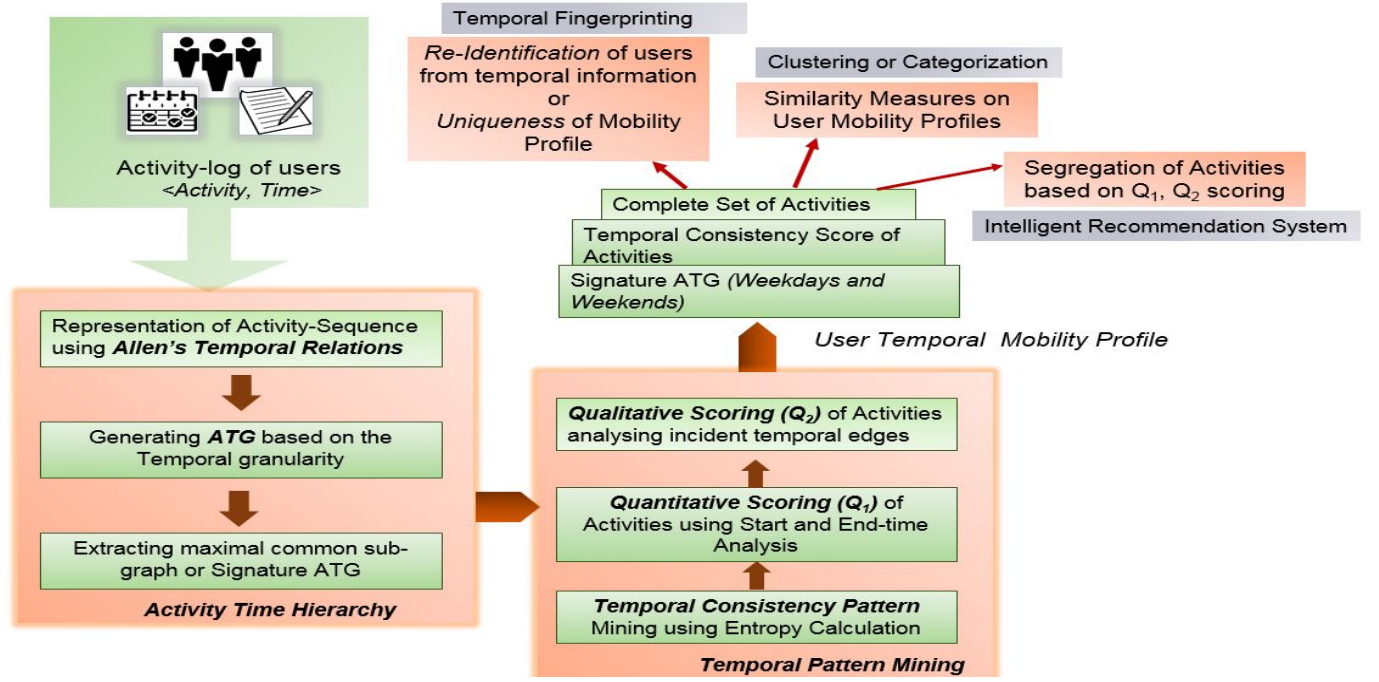 Temporal Fingerprinting
Re-Identification of users
from temporal information
or
Uniqueness of Mobility
Profile
Clustering or Categorization
Similarity Measures on
User Mobility Profiles
Segregation of Activities
based on Q1, Q2 scoring
Intelligent Recommendation System
Activity-log of users
<Activity, Time>
Complete Set of Activities
Temporal Consistency Score of
Activities
Signature ATG (Weekdays and
Weekends)
User Temporal Mobility Profile
Representation of Activity-Sequence
using Allen's Temporal Relations
Generating ATG based on the
Temporal granularity
Extracting maximal common sub-
graph or Signature ATG
Activity Time Hierarchy
Qualitative Scoring (Q2) of Activities
analysing incident temporal edges
Quantitative Scoring (Q1) of
Activities using Start and End-time
Analysis
Temporal Consistency Pattern
Mining using Entropy Calculation
Temporal Pattern Mining